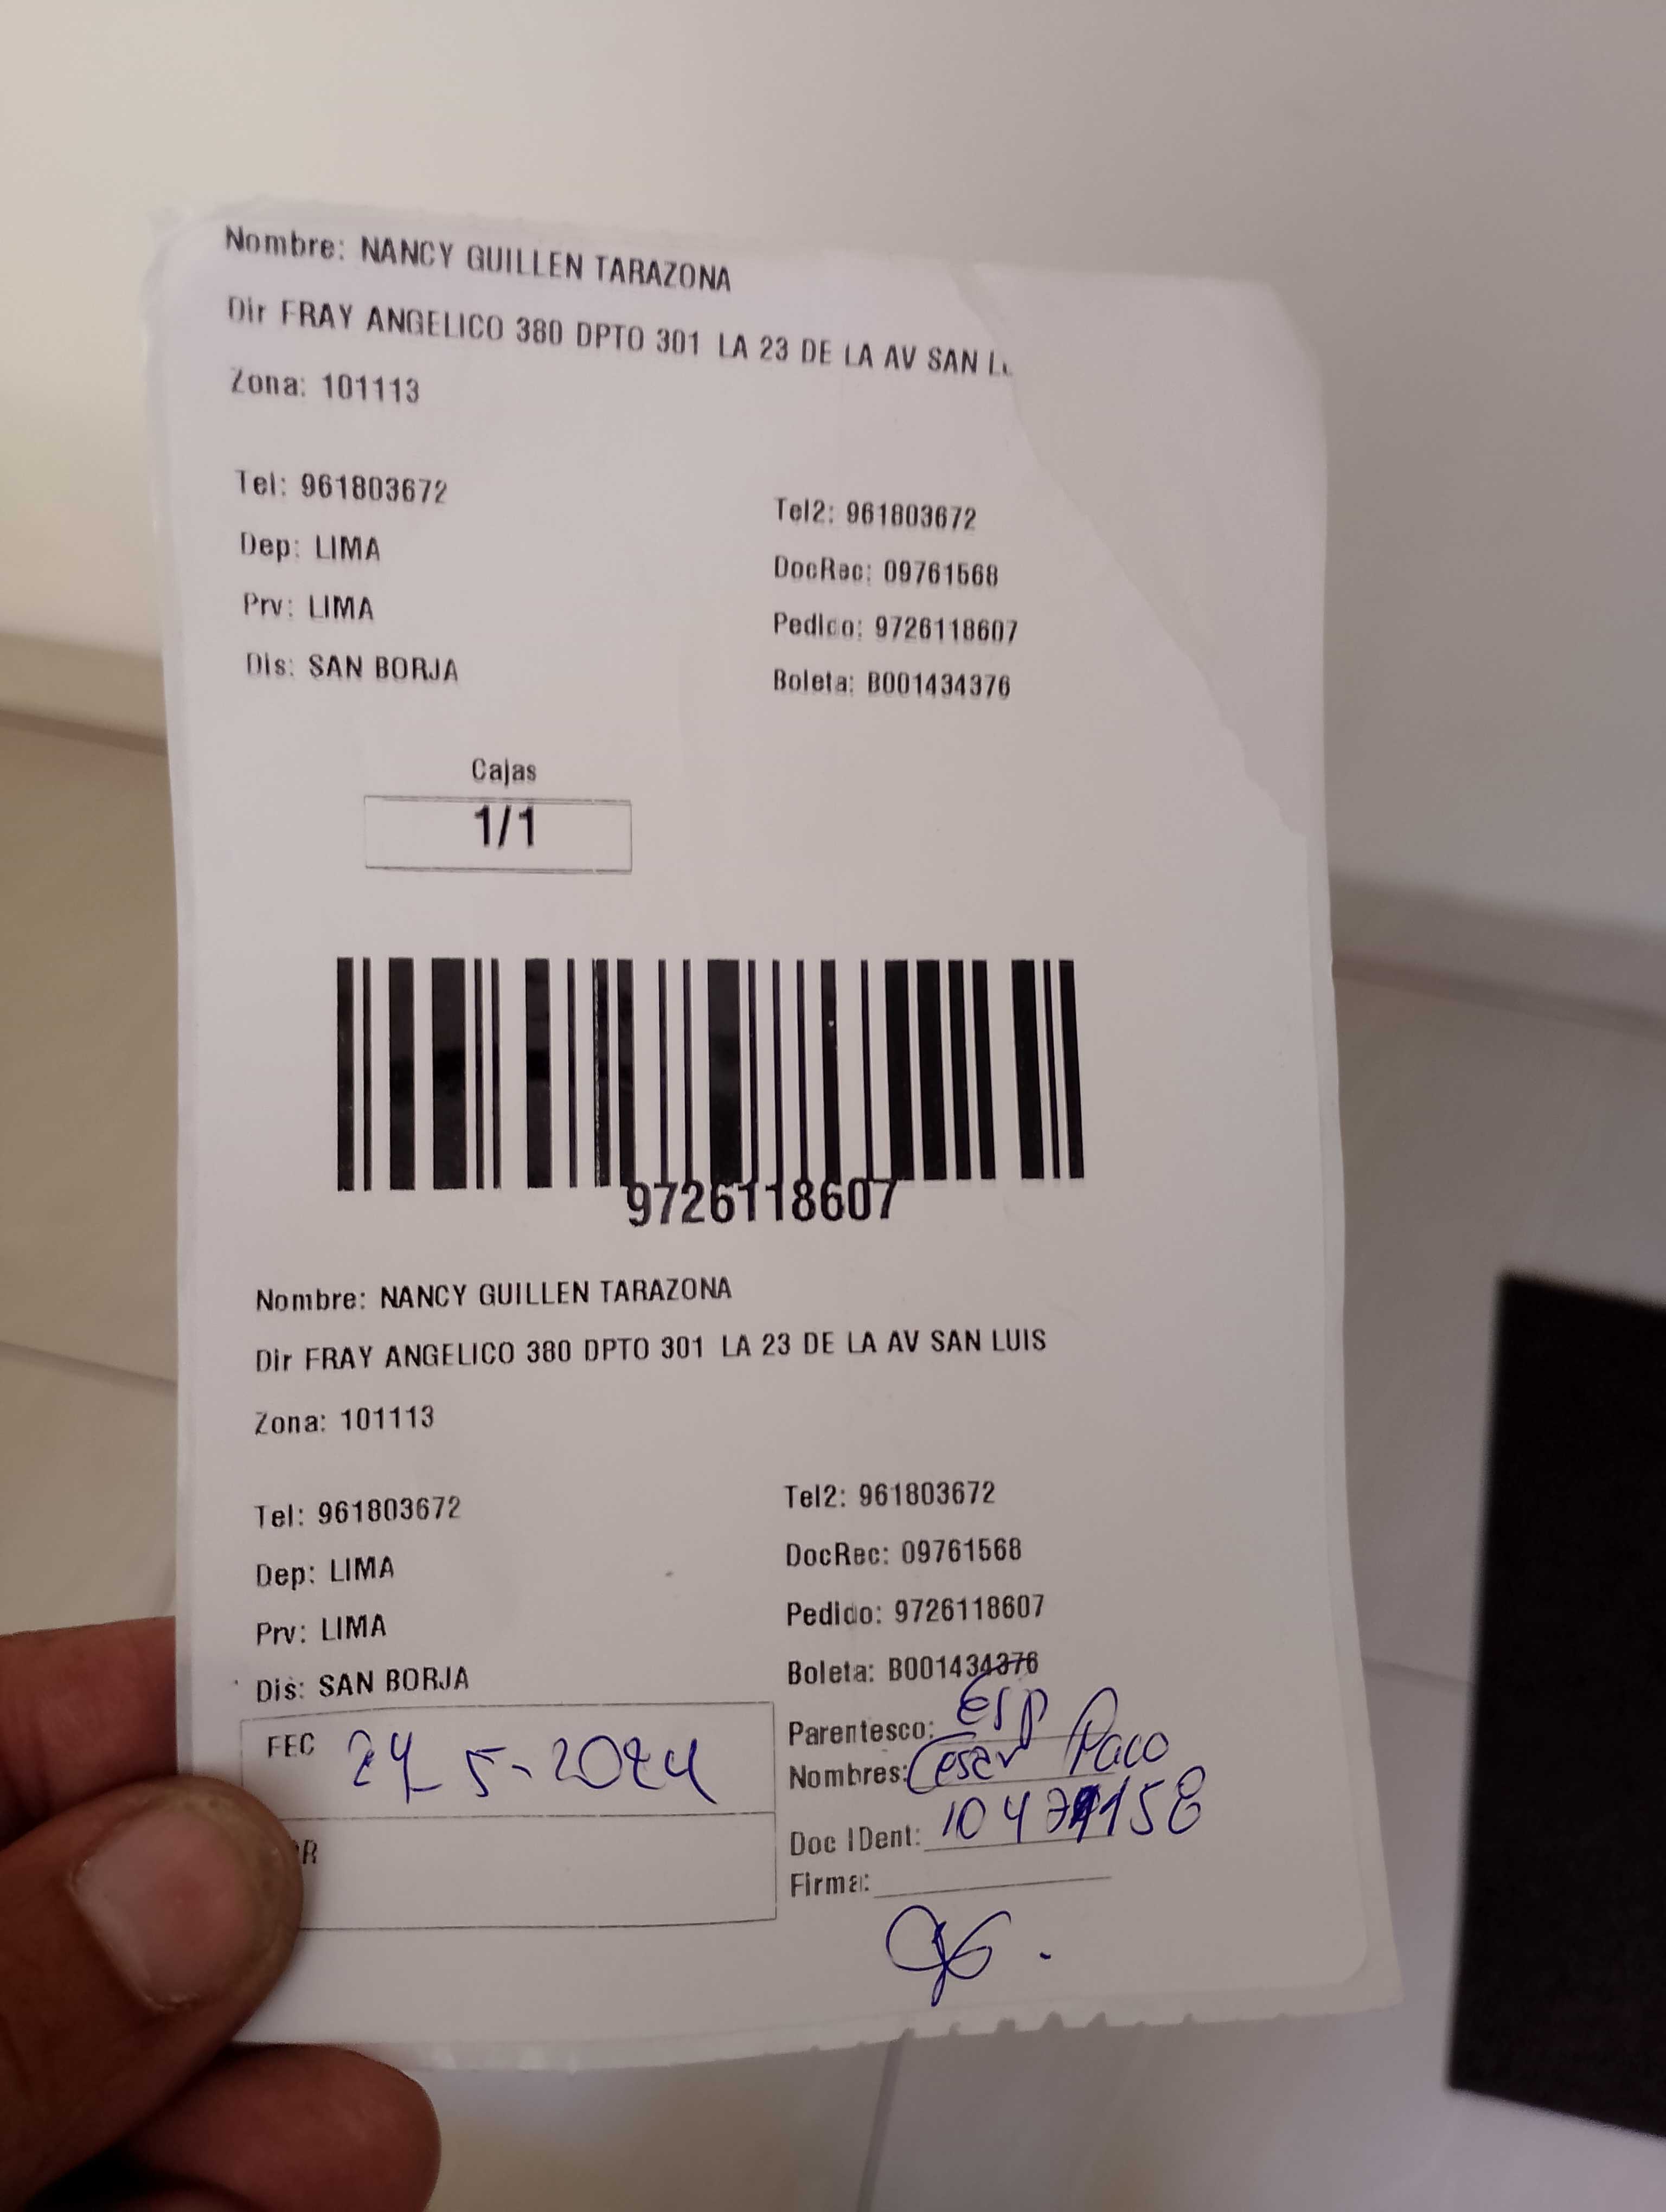 Nombre: NANCY GUILLEN TARAZONA
Dir FRAY ANGELICO 380 DPTO 301 LA 23 DE LA AV SAN
Zona: 101113
Tel: 961803672
Tel2: 961803672
Dep: LIMA
DocRec: 09761568
Prv: LIMA
Pedido: 9726118607
Dis: SAN BORJA
Boleta: B001434376
Cajas
1/1
9726118607
Nombre: NANCY GUILLEN TARAZONA
Dir FRAY ANGELICO 380 DPTO 301 LA 23 DE LA AV SAN LUIS
Zona: 101113
Tel: 961803672
Tel2: 961803672
Dep: LIMA
DocRec: 09761568
Prv: LIMA
Pedido: 9726118607
Dis: SAN BORJA
Boleta: B001434376
FEC 24-5-2024
Parentesco: Esp
Nombres: Cesar Paco
Doc IDent:
Firma: